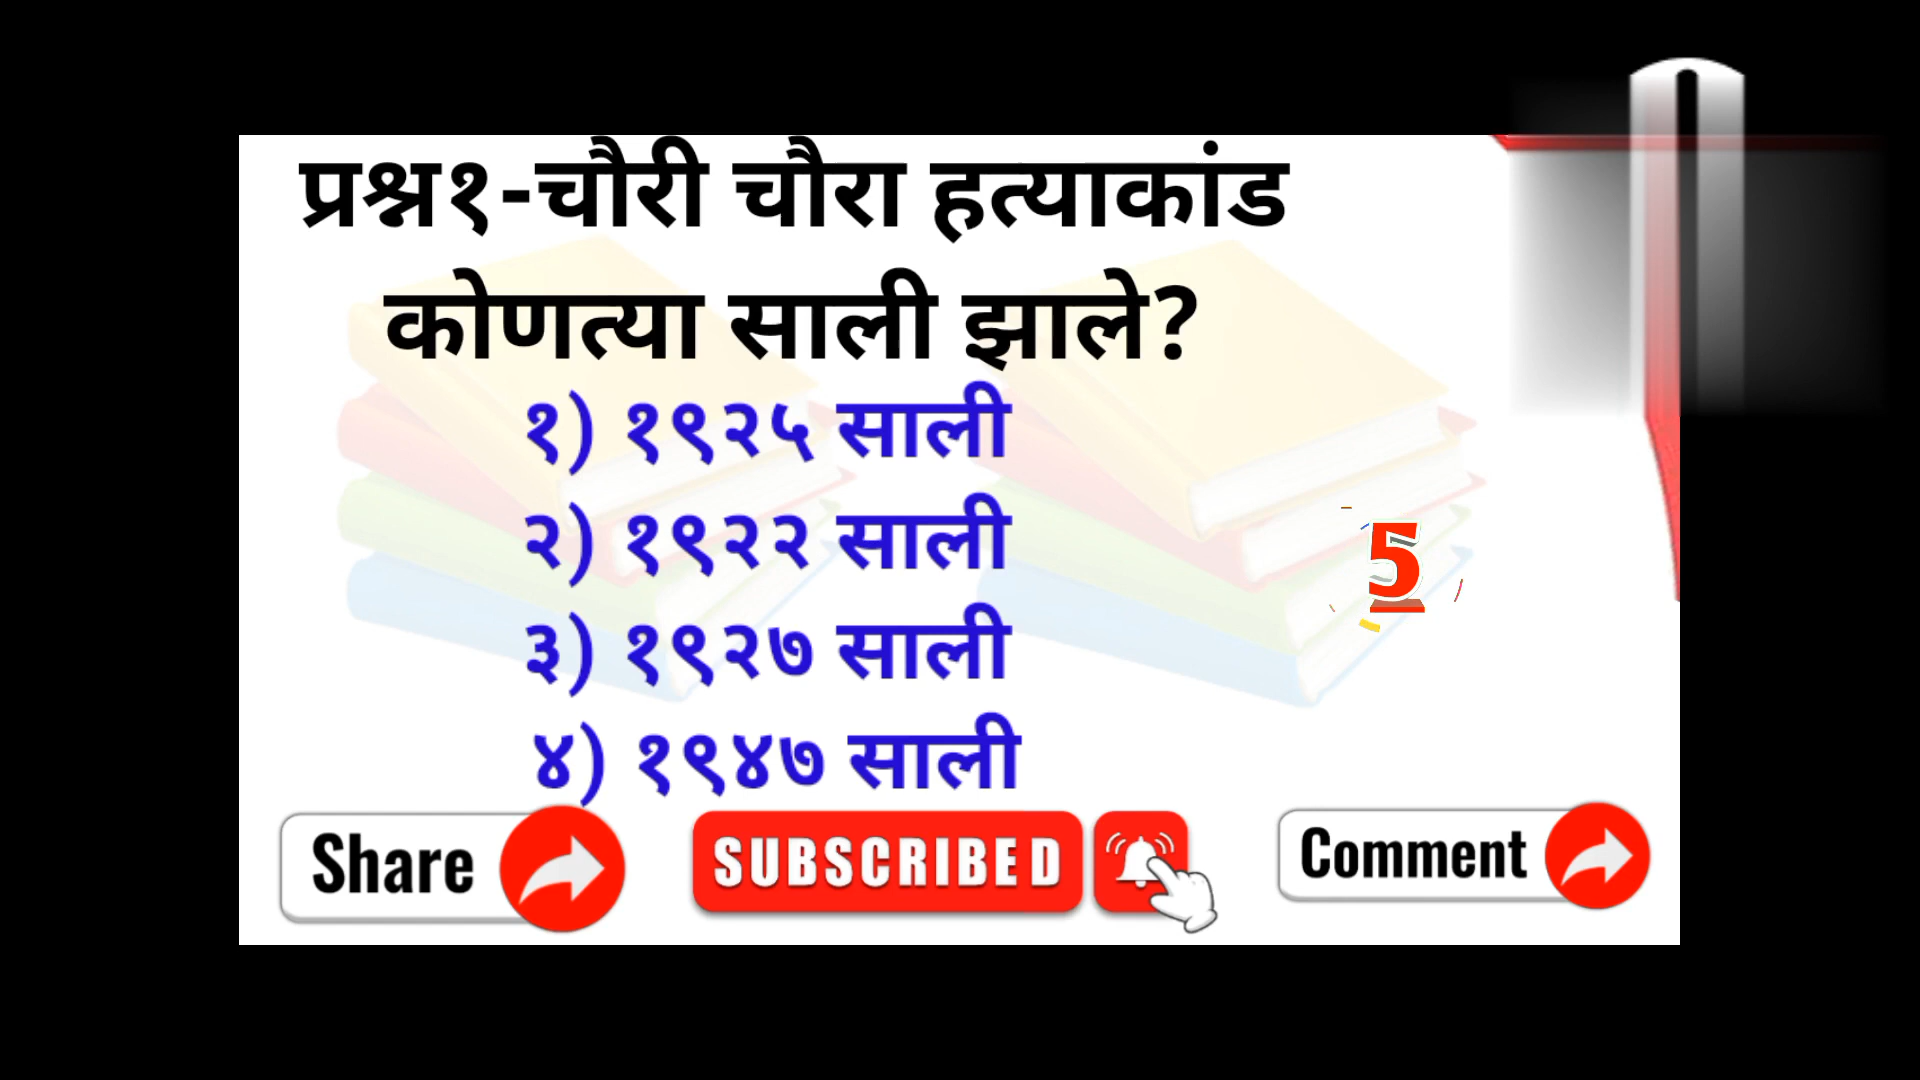 प्रश्न१-चौरी चौरा हत्याकांड
कोणत्या साली झाले?
१) १९२५ साली
२) १९२२ साली
5
३) १९२७ साली
४) १९४७ साली
Share
SUBSCRIBED
Comment